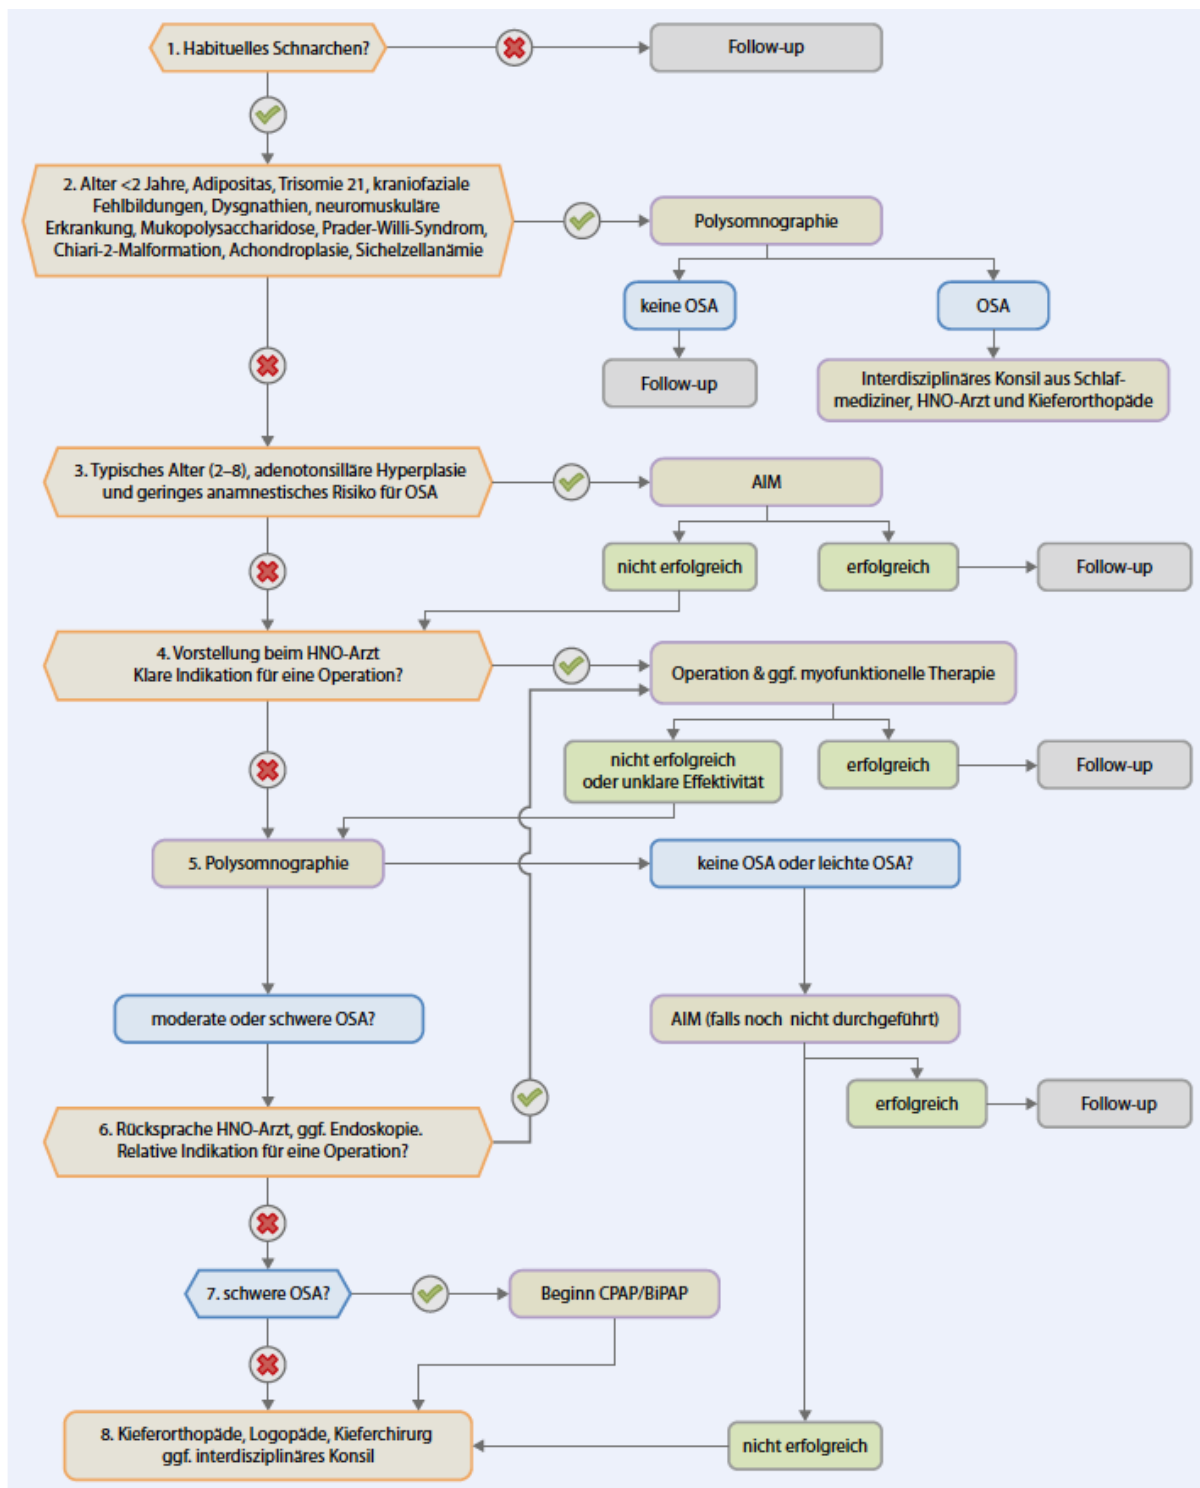 1. Habituelles Schnarchen?
Follow-up
2. Alter <2 Jahre, Adipositas, Trisomie 21, kraniofaziale
Fehlbildungen, Dysgnathien, neuromuskuläre
Erkrankung, Mukopolysaccharidose, Prader-Willi-Syndrom,
Chiari-2-Malformation, Achondroplasie, Sichelzellanämie
Polysomnographie
keine OSA
OSA
Follow-up
Interdisziplinäres Konsil aus Schlaf-
mediziner, HNO-Arzt und Kieferorthopäde
3. Typisches Alter (2–8), adenotonsilläre Hyperplasie
und geringes anamnestisches Risiko für OSA
AIM
nicht erfolgreich
erfolgreich
Follow-up
4. Vorstellung beim HNO-Arzt
Klare Indikation für eine Operation?
Operation & ggf. myofunktionelle Therapie
nicht erfolgreich
oder unklare Effektivität
erfolgreich
Follow-up
5. Polysomnographie
keine OSA oder leichte OSA?
moderate oder schwere OSA?
AIM (falls noch nicht durchgeführt)
erfolgreich
Follow-up
6. Rücksprache HNO-Arzt, ggf. Endoskopie.
Relative Indikation für eine Operation?
7. schwere OSA?
Beginn CPAP/BiPAP
8. Kieferorthopäde, Logopäde, Kieferchirurg
ggf. interdisziplinäres Konsil
nicht erfolgreich